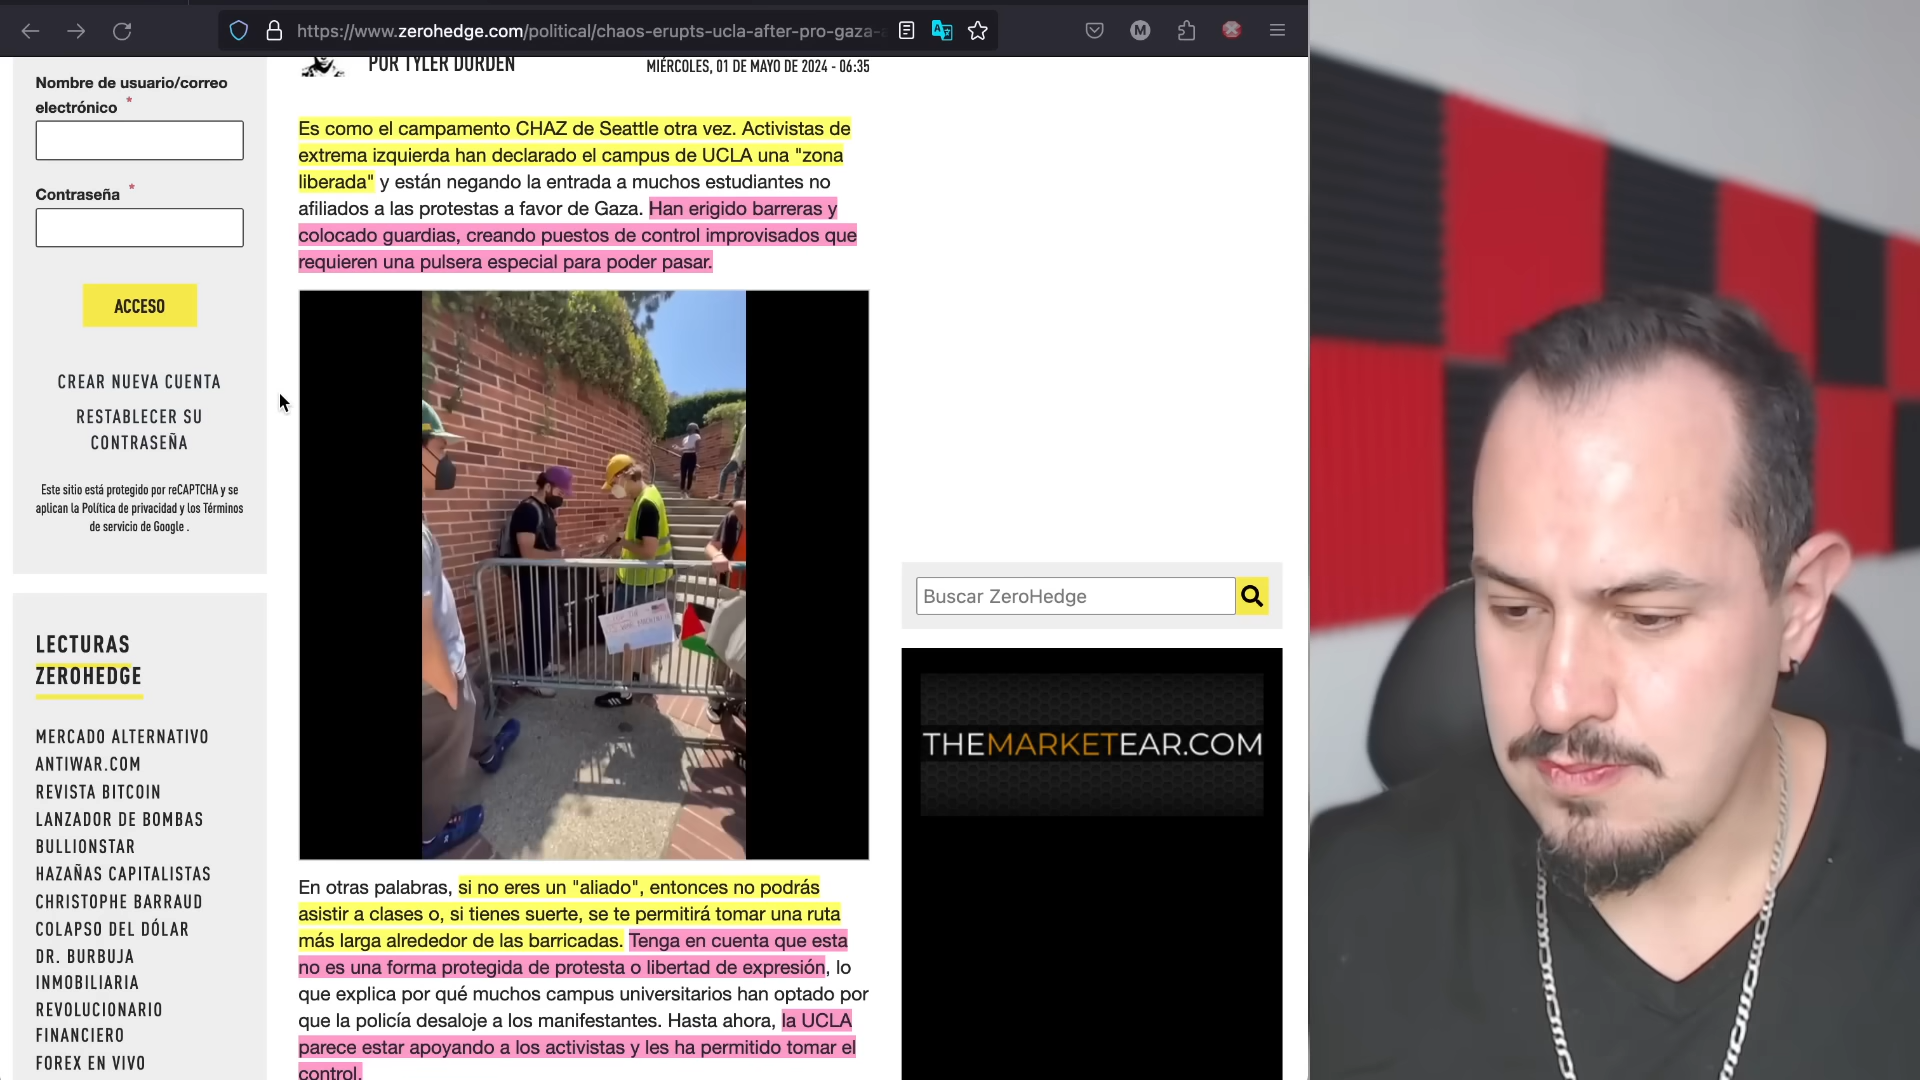 https://www.zerohedge.com/political/chaos-erupts-ucla-after-pro-gaza-
M
Nombre de usuario/correo
electrónico *
Contraseña *
ACCESO
CREAR NUEVA CUENTA
RESTABLECER SU
CONTRASEÑA
Este sitio está protegido por reCAPTCHA y se
aplican la Política de privacidad y los Términos
de servicio de Google .
LECTURAS
ZEROHEDGE
MERCADO ALTERNATIVO
ANTIWAR.COM
REVISTA BITCOIN
LANZADOR DE BOMBAS
BULLIONSTAR
HAZAÑAS CAPITALISTAS
CHRISTOPHE BARRAUD
COLAPSO DEL DÓLAR
DR. BURBUJA
INMOBILIARIA
REVOLUCIONARIO
FINANCIERO
FOREX EN VIVO
POR TYLER DURDEN
MIÉRCOLES, 01 DE MAYO DE 2024 - 06:35
Es como el campamento CHAZ de Seattle otra vez. Activistas de
extrema izquierda han declarado el campus de UCLA una "zona
liberada" y están negando la entrada a muchos estudiantes no
afiliados a las protestas a favor de Gaza. Han erigido barreras y
colocado guardias, creando puestos de control improvisados que
requieren una pulsera especial para poder pasar.
En otras palabras, si no eres un "aliado", entonces no podrás
asistir a clases o, si tienes suerte, se te permitirá tomar una ruta
más larga alrededor de las barricadas. Tenga en cuenta que esta
no es una forma protegida de protesta o libertad de expresión, lo
que explica por qué muchos campus universitarios han optado por
que la policía desaloje a los manifestantes. Hasta ahora, la UCLA
parece estar apoyando a los activistas y les ha permitido tomar el
control.
Buscar ZeroHedge
THEMARKETEAR.COM